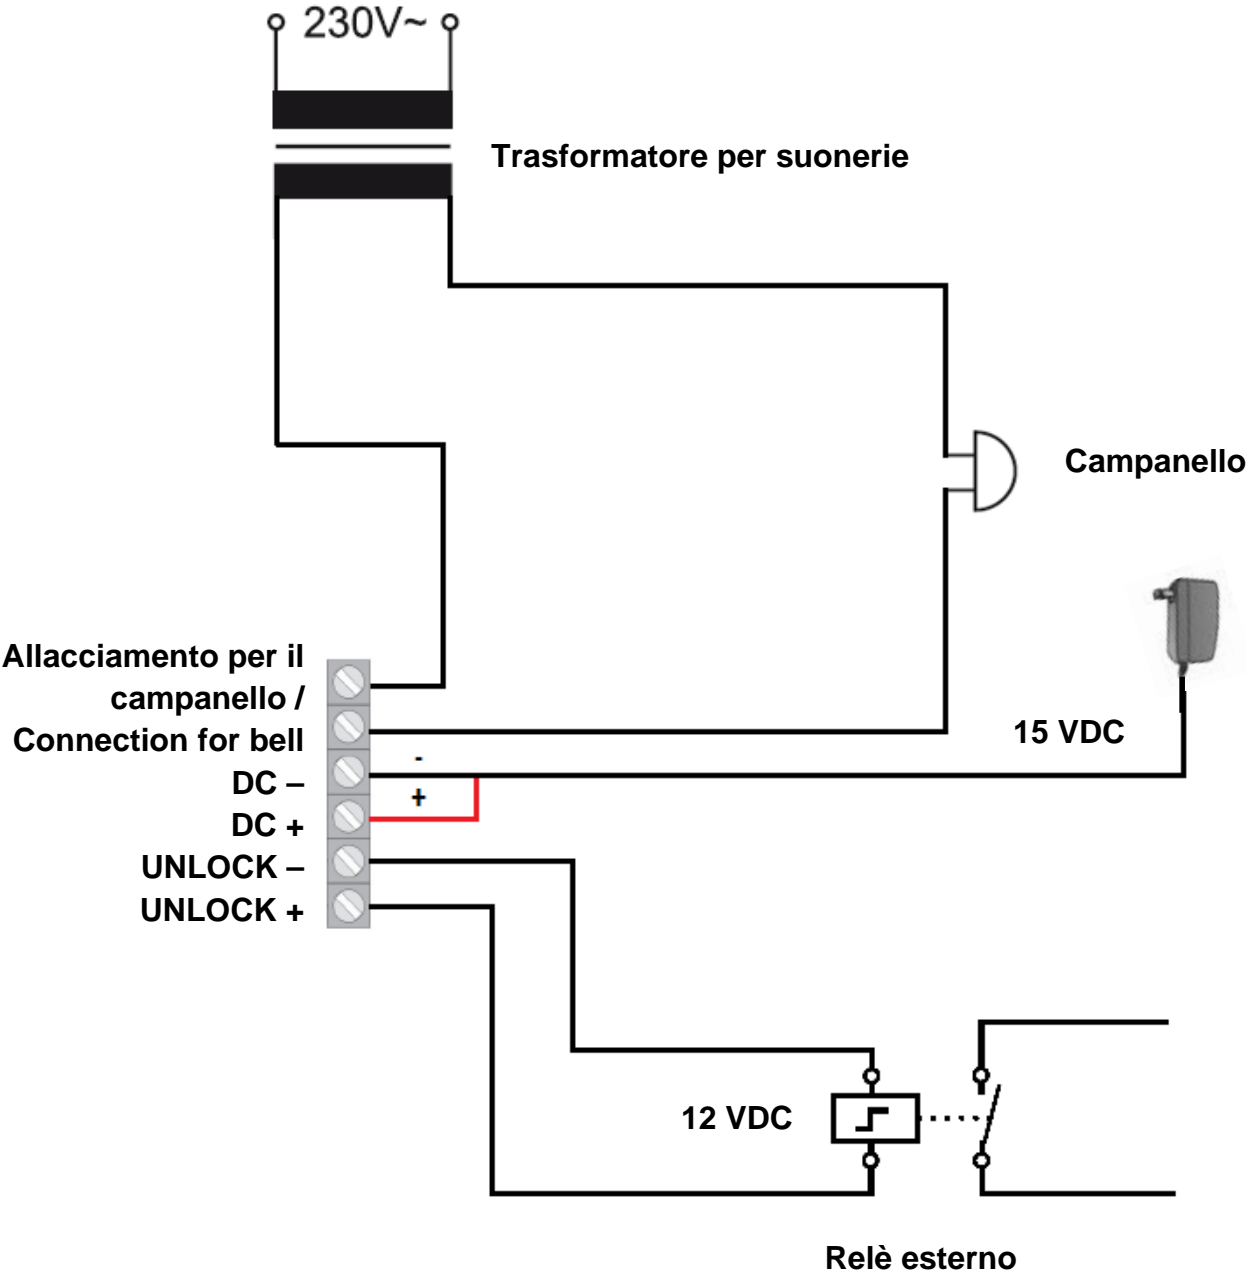 230V~
Trasformatore per suonerie
Campanello
Allacciamento per il
campanello /
Connection for bell
15 VDC
-
DC –
+
DC +
UNLOCK –
UNLOCK +
12 VDC
Relè esterno